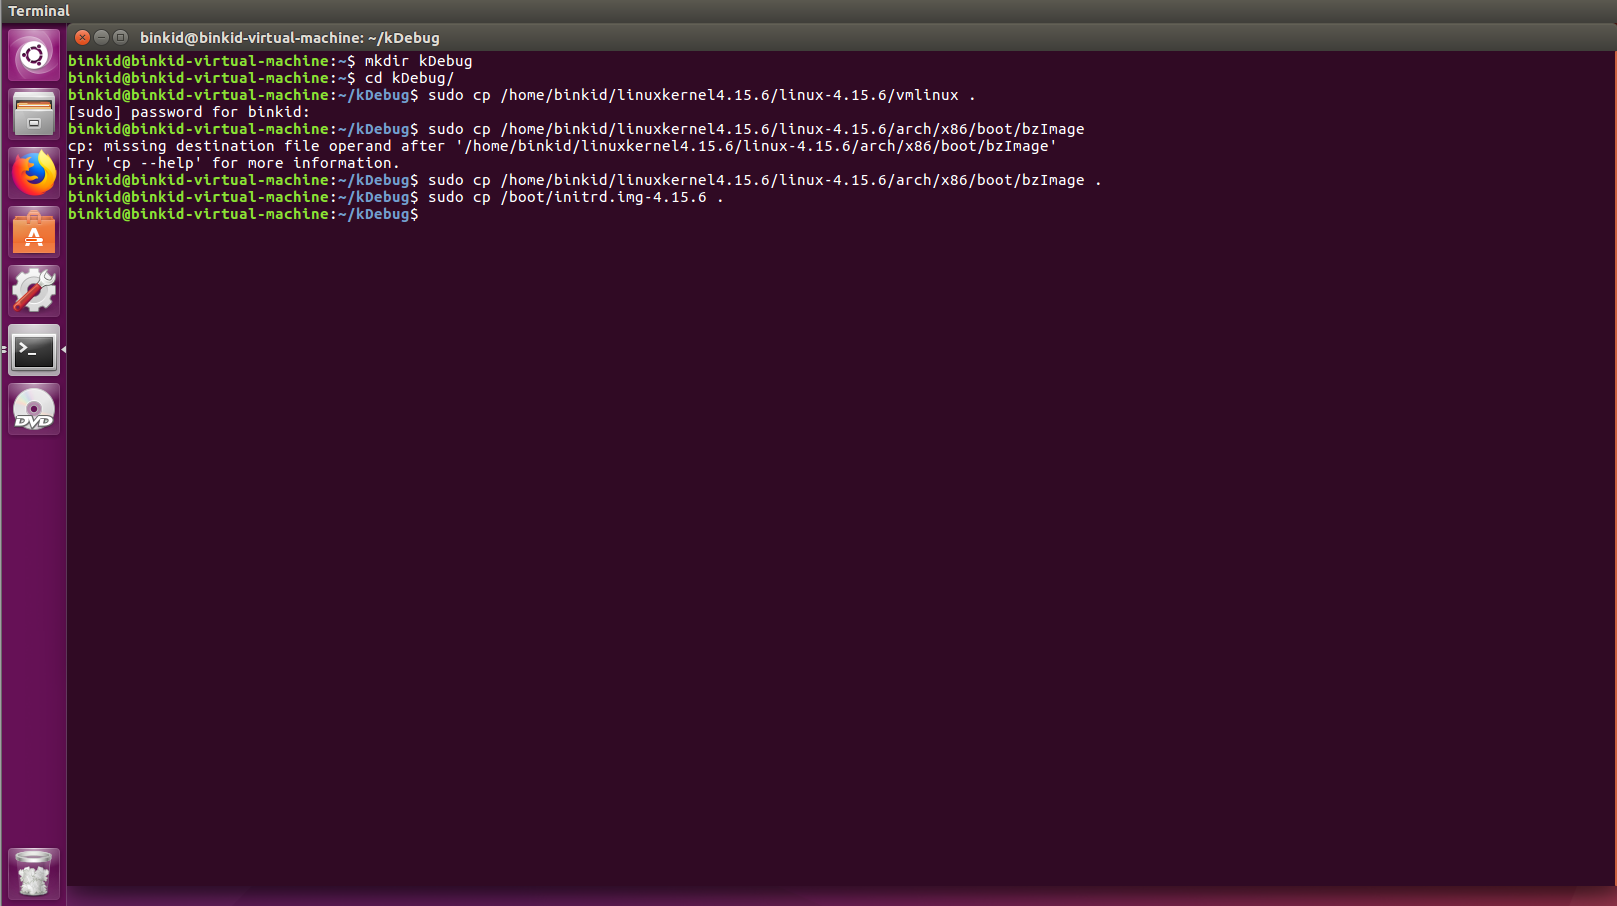 Terminal
binkid@binkid-virtual-machine: ~/kDebug
binkid@binkid-virtual-machine:~$ mkdir kDebug
binkid@binkid-virtual-machine:~$ cd kDebug/
binkid@binkid-virtual-machine:~/kDebug$ sudo cp /home/binkid/linuxkernel4.15.6/linux-4.15.6/vmlinux .
[sudo] password for binkid:
binkid@binkid-virtual-machine:~/kDebug$ sudo cp /home/binkid/linuxkernel4.15.6/linux-4.15.6/arch/x86/boot/bzImage
cp: missing destination file operand after '/home/binkid/linuxkernel4.15.6/linux-4.15.6/arch/x86/boot/bzImage'
Try 'cp --help' for more information.
binkid@binkid-virtual-machine:~/kDebug$ sudo cp /home/binkid/linuxkernel4.15.6/linux-4.15.6/arch/x86/boot/bzImage .
binkid@binkid-virtual-machine:~/kDebug$ sudo cp /boot/initrd.img-4.15.6 .
binkid@binkid-virtual-machine:~/kDebug$
DVD